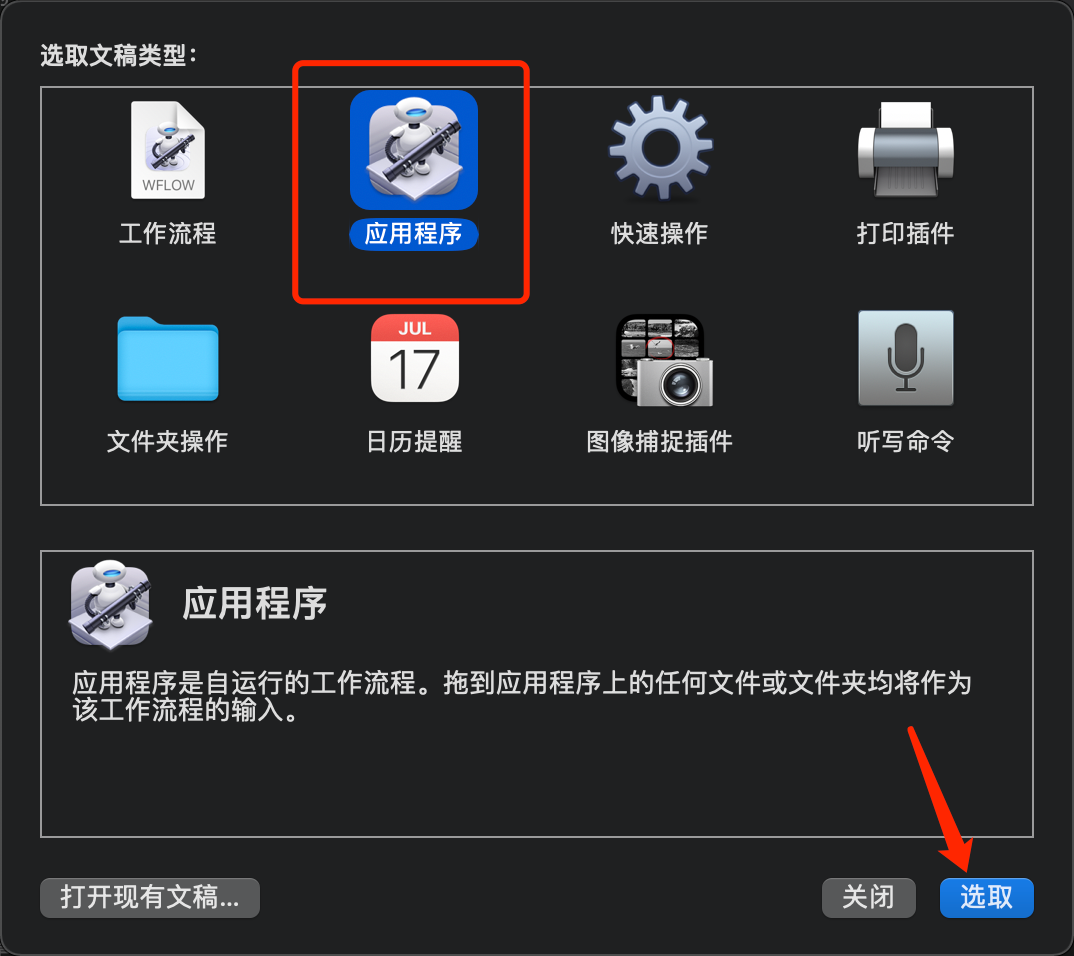 选取文稿类型：
WFLOW
工作流程
应用程序
快速操作
打印插件
JUL
17
文件夹操作
日历提醒
图像捕捉插件
听写命令
应用程序
应用程序是自运行的工作流程。拖到应用程序上的任何文件或文件夹均将作为
该工作流程的输入。
打开现有文稿...
关闭
选取